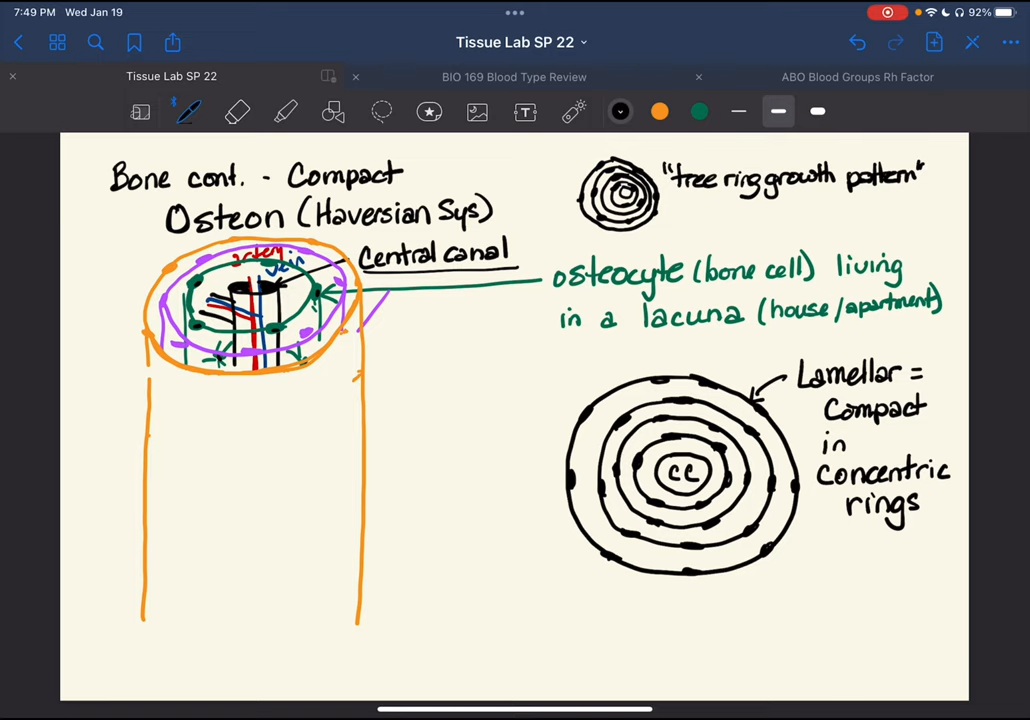 7:49 PM Wed Jan 19
92%
Tissue Lab SP 22
Tissue Lab SP 22
BIO 169 Blood Type Review
ABO Blood Groups Rh Factor
Bone cont. - Compact
"tree ring growth pattern"
Osteon (Haversian Sys)
artery
vein
Central canal
osteocyte (bone cell) living
in a lacuna (house/apartment)
Lamellar =
Compact
in
concentric
rings
CC